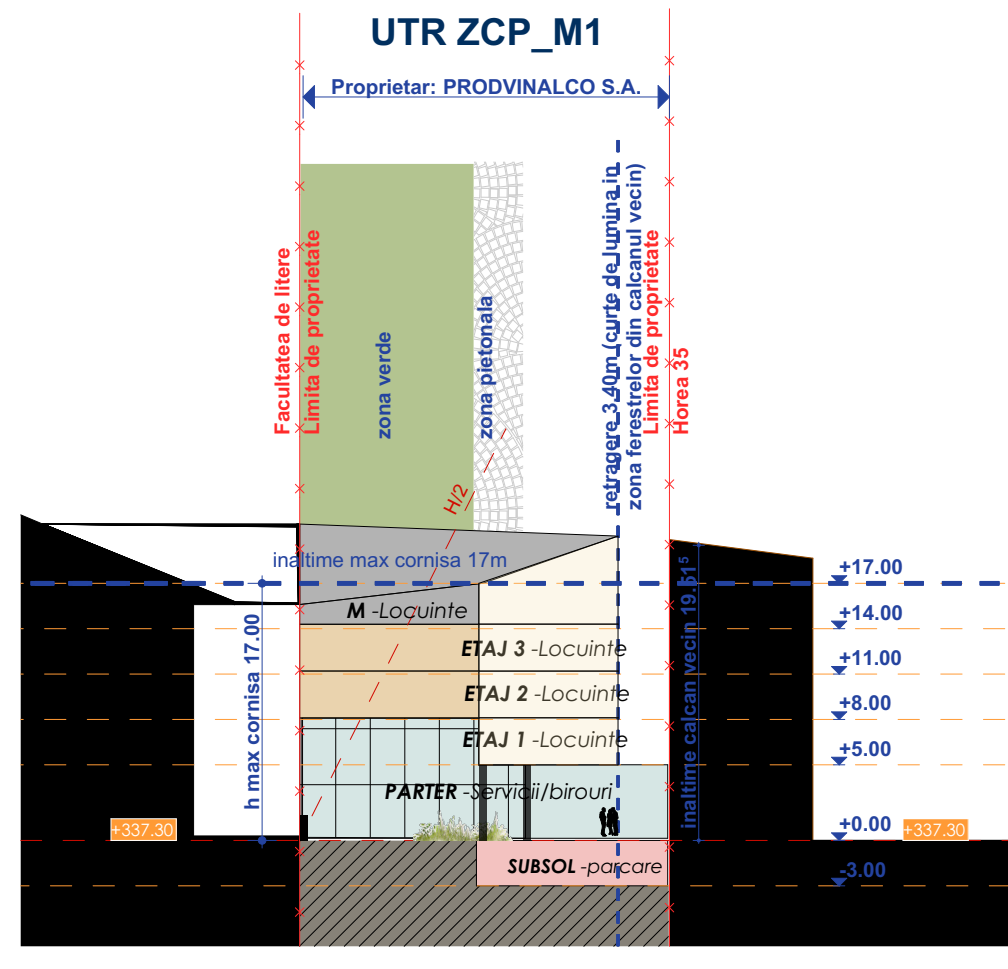 UTR ZCP_M1
Proprietar: PRODVINALCO S.A.
Facultatea de litere
Limita de proprietate
zona verde
zona pietonala
retragere 3.40m (curte de lumina in
zona ferestrelor din calcanul vecin)
Limita de proprietate
Horea 35
H/2
inaltime max cornisa 17m
h max cornisa 17.00
M -Locuinte
ETAJ 3 -Locuinte
ETAJ 2 -Locuinte
ETAJ 1 -Locuinte
PARTER -Servicii/birouri
SUBSOL -parcare
inaltime calcan vecin 19.51⁵
+17.00
+14.00
+11.00
+8.00
+5.00
+0.00
-3.00
+337.30
+337.30